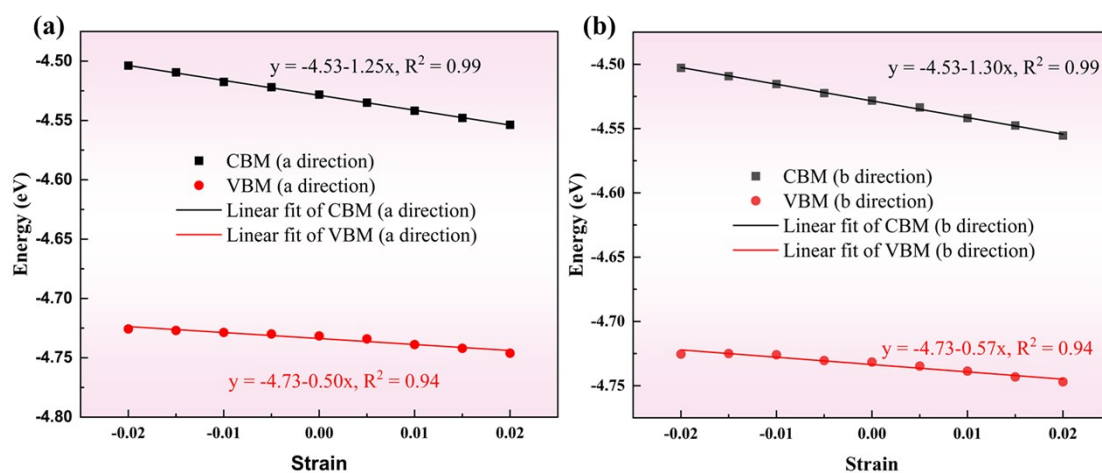 (a)
-4.50
-4.55
-4.60
-4.65
-4.70
-4.75
-4.80
Energy (eV)
y = -4.53-1.25x, R² = 0.99
CBM (a direction)
VBM (a direction)
Linear fit of CBM (a direction)
Linear fit of VBM (a direction)
y = -4.73-0.50x, R² = 0.94
-0.02
-0.01
0.00
0.01
0.02
Strain
(b)
-4.50
-4.55
-4.60
-4.65
-4.70
-4.75
Energy (eV)
y = -4.53-1.30x, R² = 0.99
CBM (b direction)
VBM (b direction)
Linear fit of CBM (b direction)
Linear fit of VBM (b direction)
y = -4.73-0.57x, R² = 0.94
-0.02
-0.01
0.00
0.01
0.02
Strain